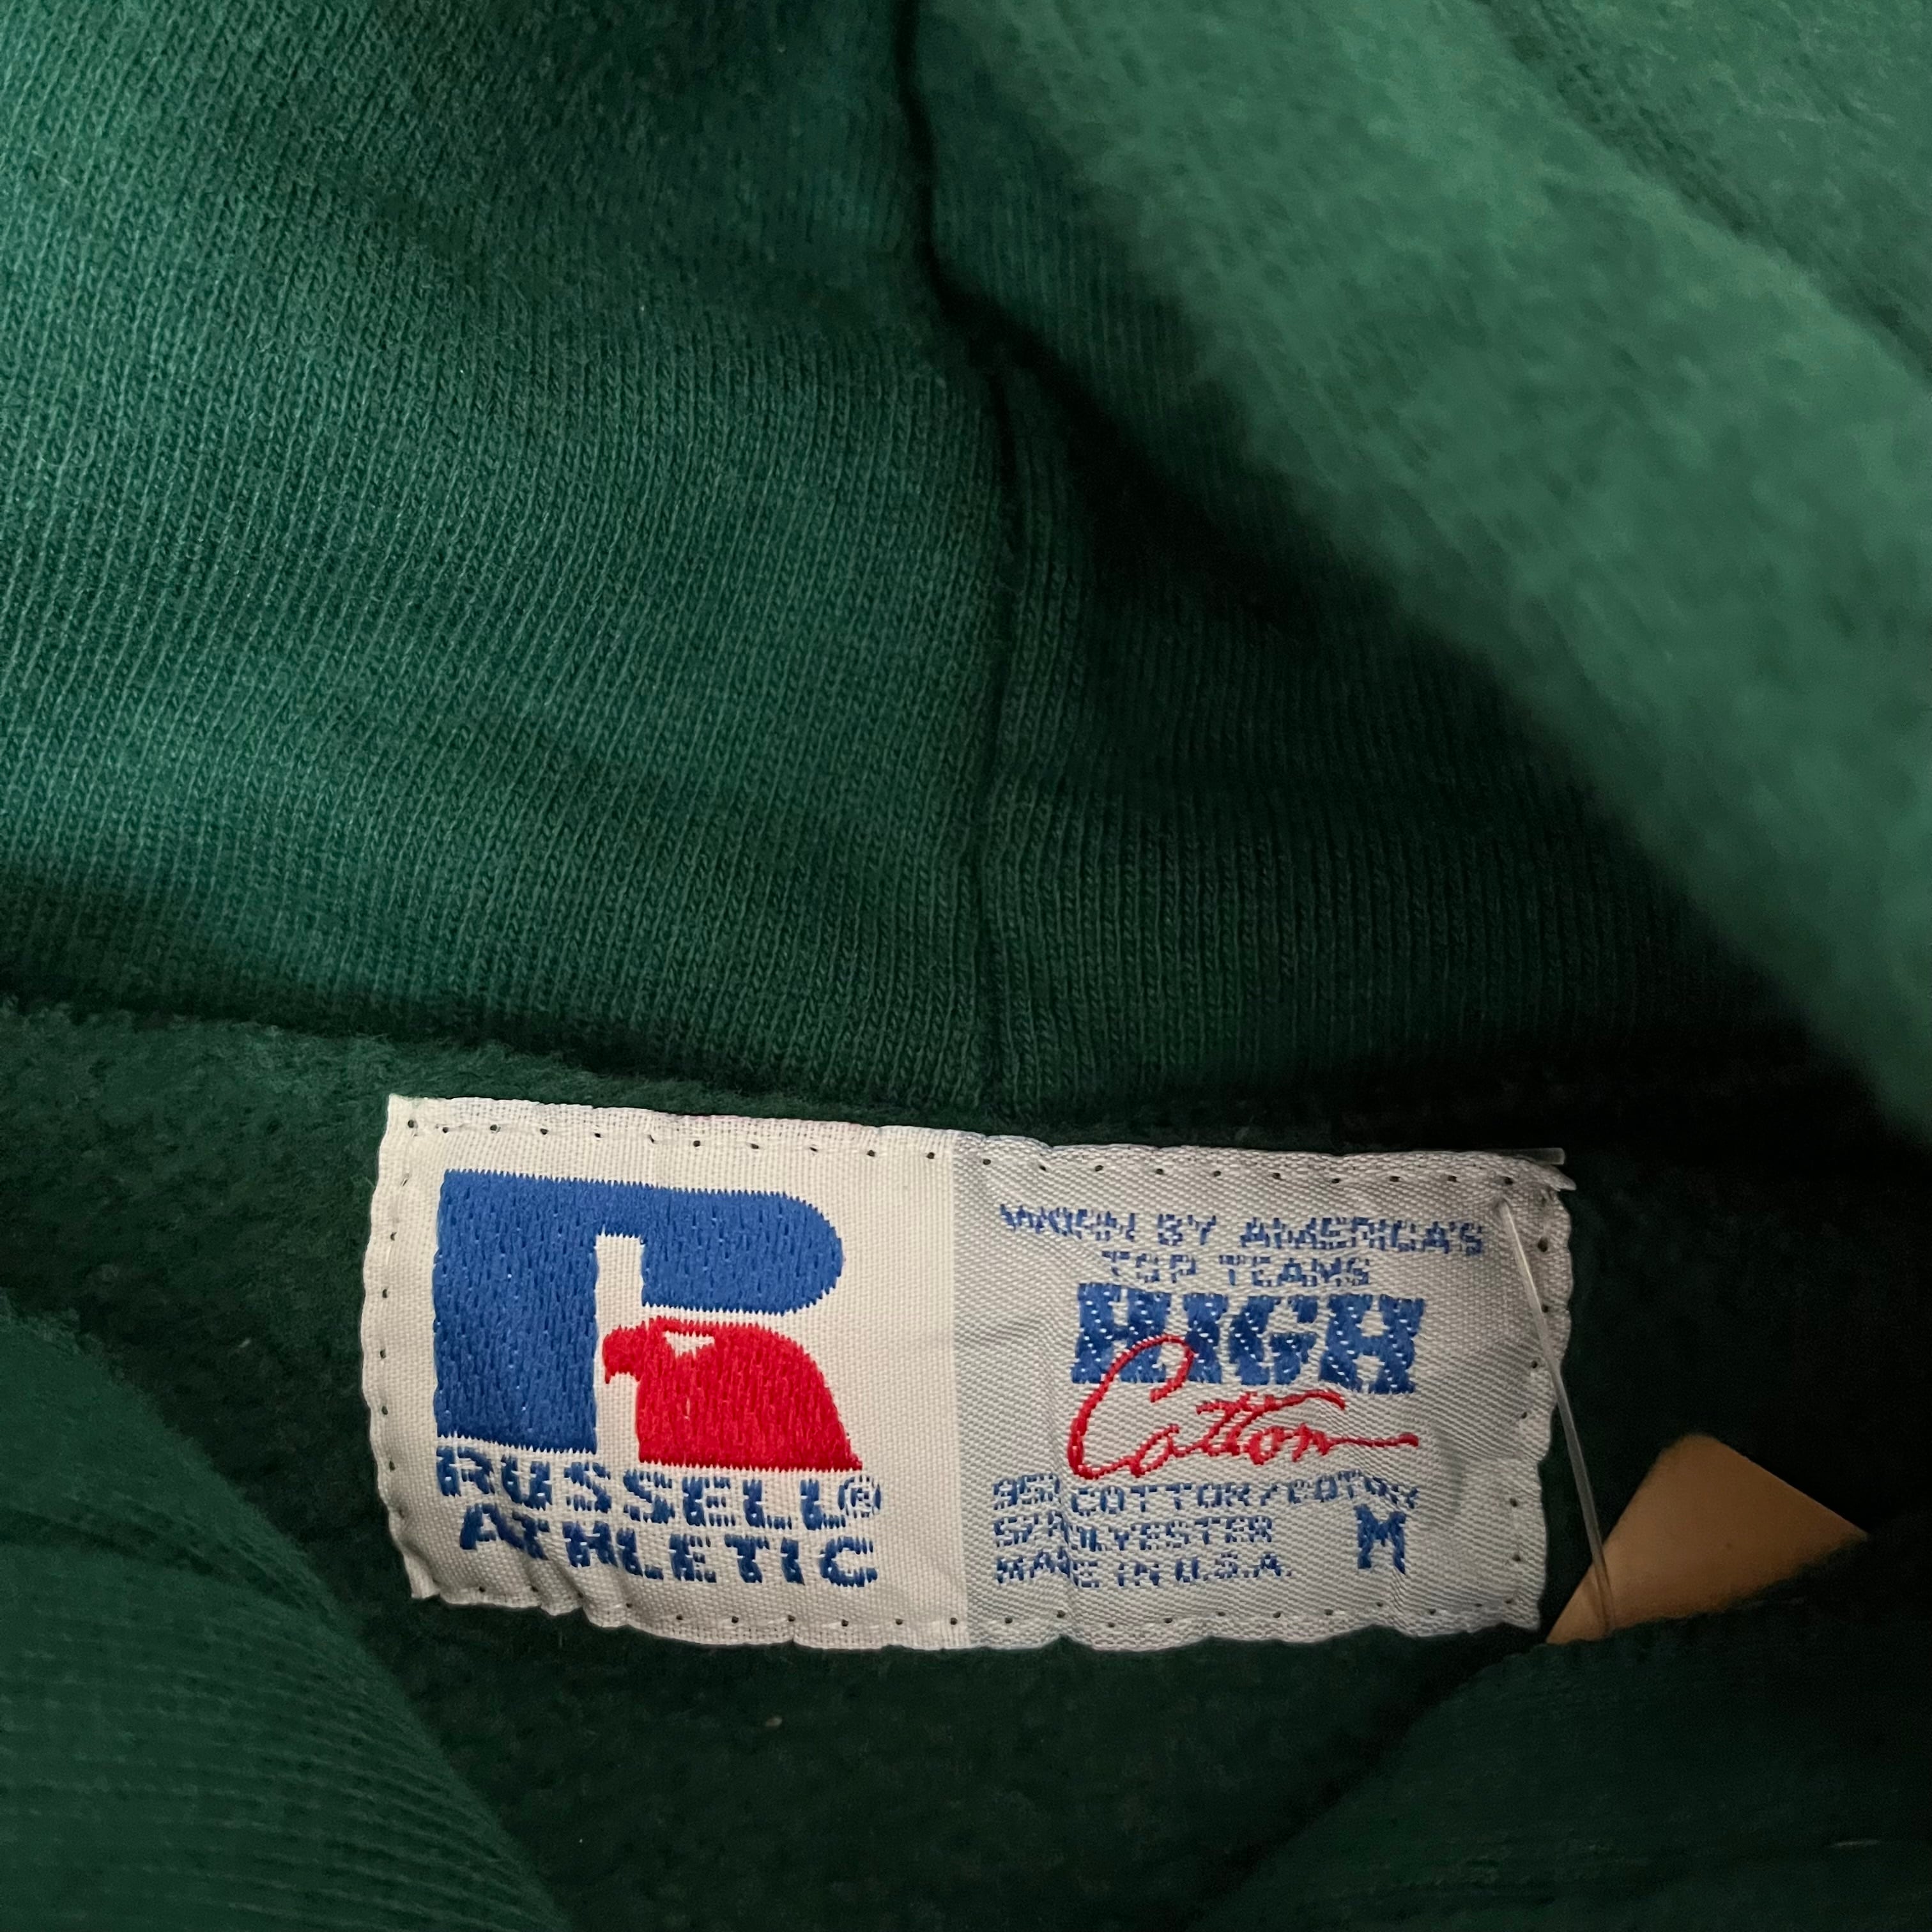 RUSSELL®
ATHLETIC
WORN BY AMERICA'S
TOP TEAMS
HIGH
Cotton
95% COTTON/COTON
5% POLYESTER
MADE IN U.S.A.
M